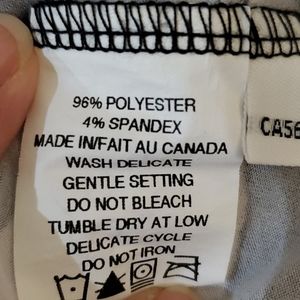 96% POLYESTER
4% SPANDEX
MADE IN/FAIT AU CANADA
WASH DELICATE
GENTLE SETTING
DO NOT BLEACH
TUMBLE DRY AT LOW
DELICATE CYCLE
DO NOT IRON
CA56